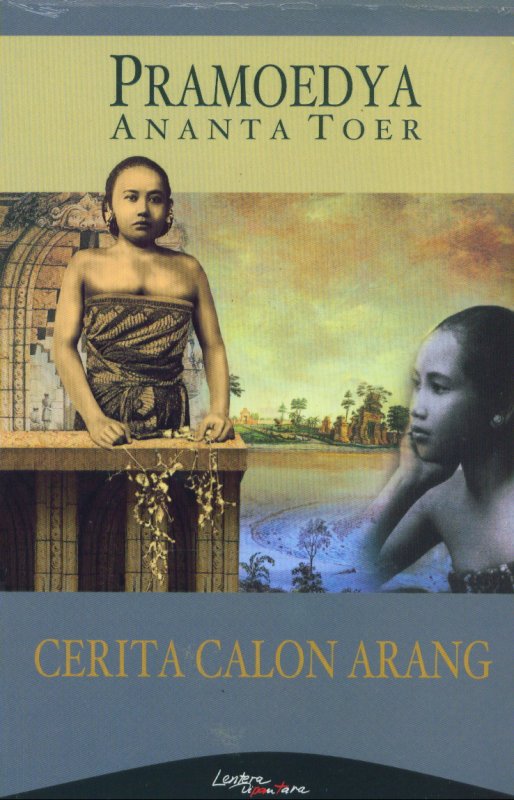 PRAMOEDYA
ANANTA TOER
CERITA CALON ARANG
Lentera
Dipantara